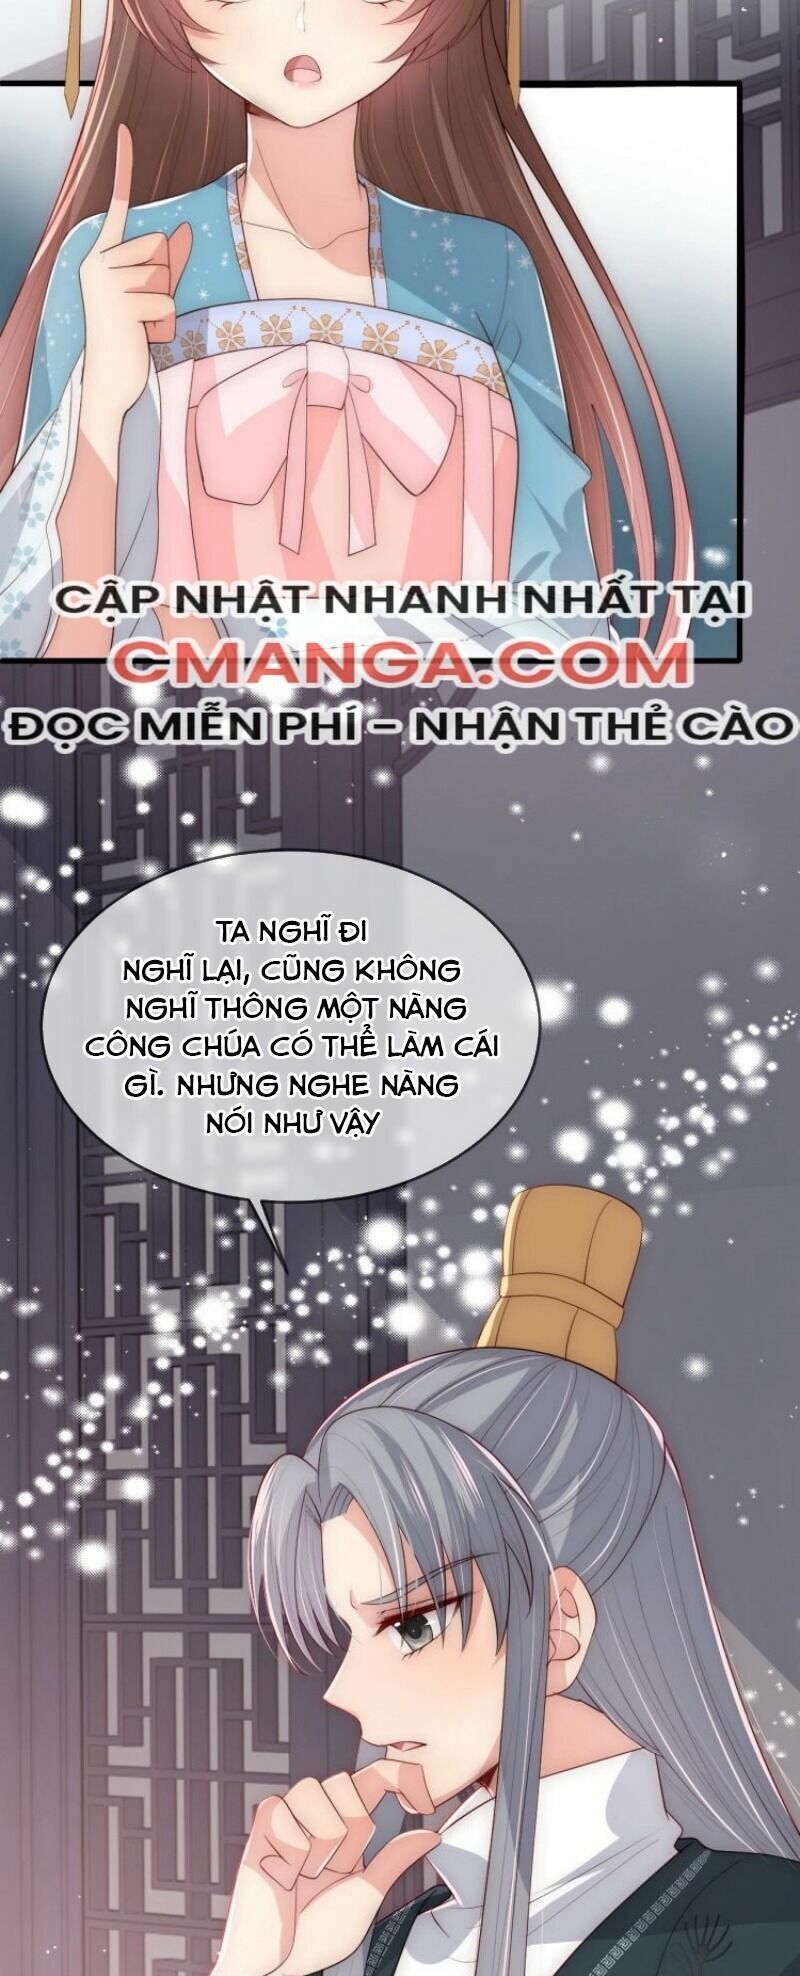 CẬP NHẬT NHANH NHẤT TẠI
CMANGA.COM
ĐỌC MIỄN PHÍ - NHẬN THẺ CÀO
TA NGHĨ ĐI
NGHĨ LẠI, CŨNG KHÔNG
NGHĨ THÔNG MỘT NÀNG
CÔNG CHÚA CÓ THỂ LÀM CÁI
GÌ. NHƯNG NGHE NÀNG
NÓI NHƯ VẬY